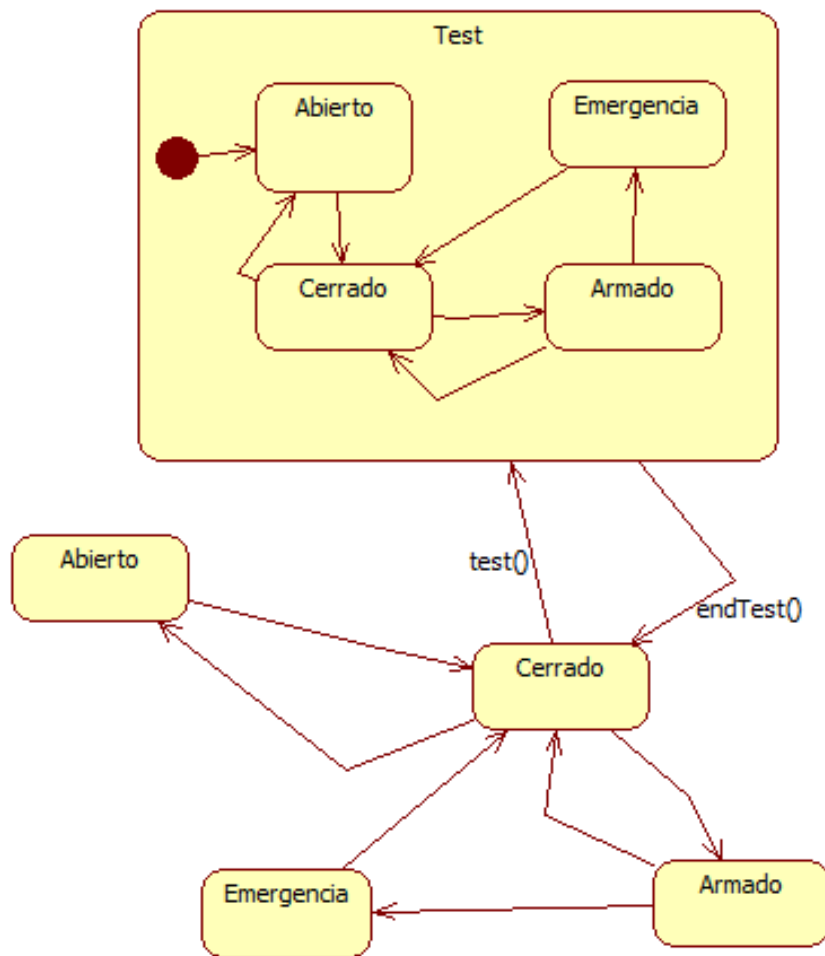 Test
Abierto
Emergencia
Cerrado
Armado
Abierto
test()
endTest()
Cerrado
Emergencia
Armado